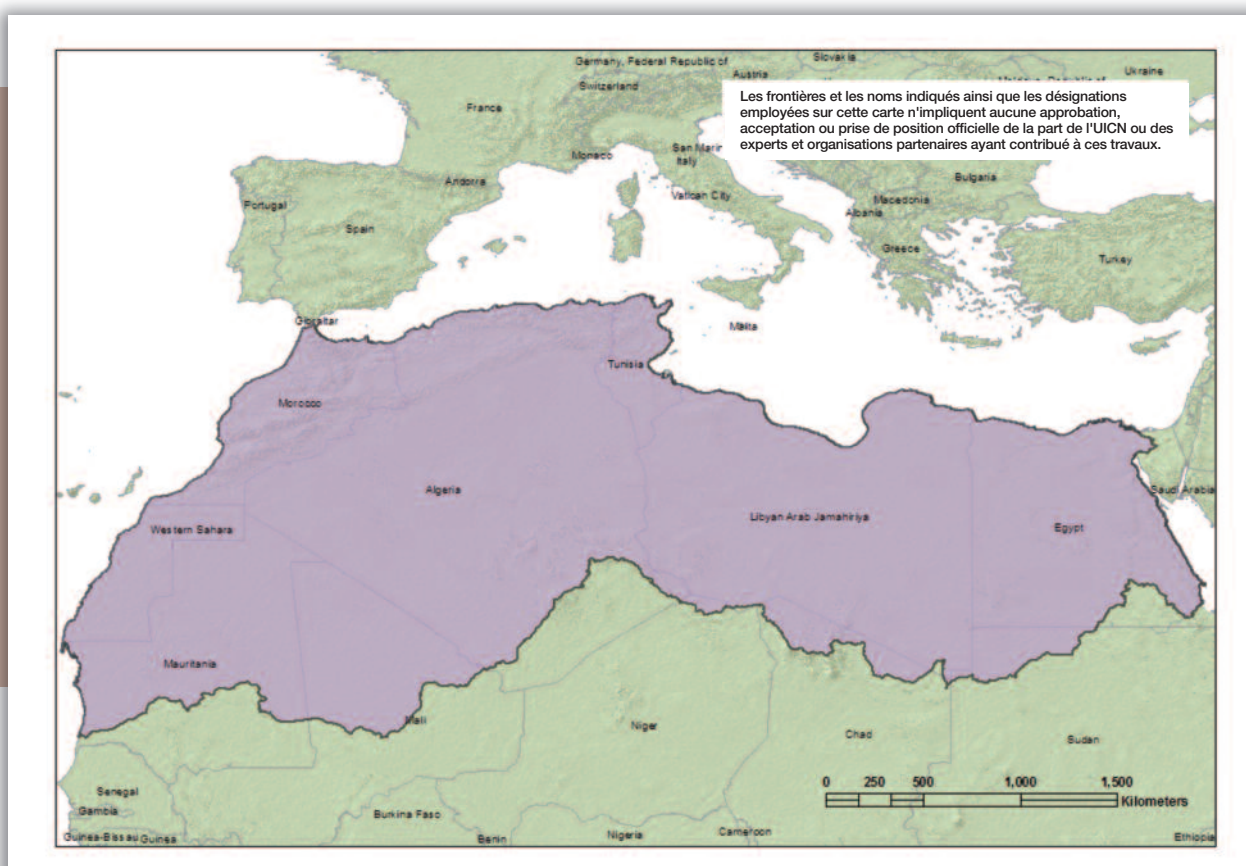 Germany, Federal Republic of
Slovakia
Austria
Ukraine
Switzerland
Les frontières et les noms indiqués ainsi que les désignations
employées sur cette carte n'impliquent aucune approbation,
acceptation ou prise de position officielle de la part de l'UICN ou des
experts et organisations partenaires ayant contribué à ces travaux.
France
Monaco
San Marin
Italy
Andorra
Vatican City
Bulgaria
Macedonia
Albania
Portugal
Spain
Greece
Turkey
Gibraltar
Malta
Tunisia
Morocco
Algeria
Saudi Arabia
Western Sahara
Libyan Arab Jamahiriya
Egypt
Mauritania
Mali
Niger
Chad
Sudan
0 250 500 1,000 1,500
Kilometers
Senegal
Gambia
Guinea-Bissau
Guinea
Burkina Faso
Benin
Nigeria
Cameroon
Ethiopia